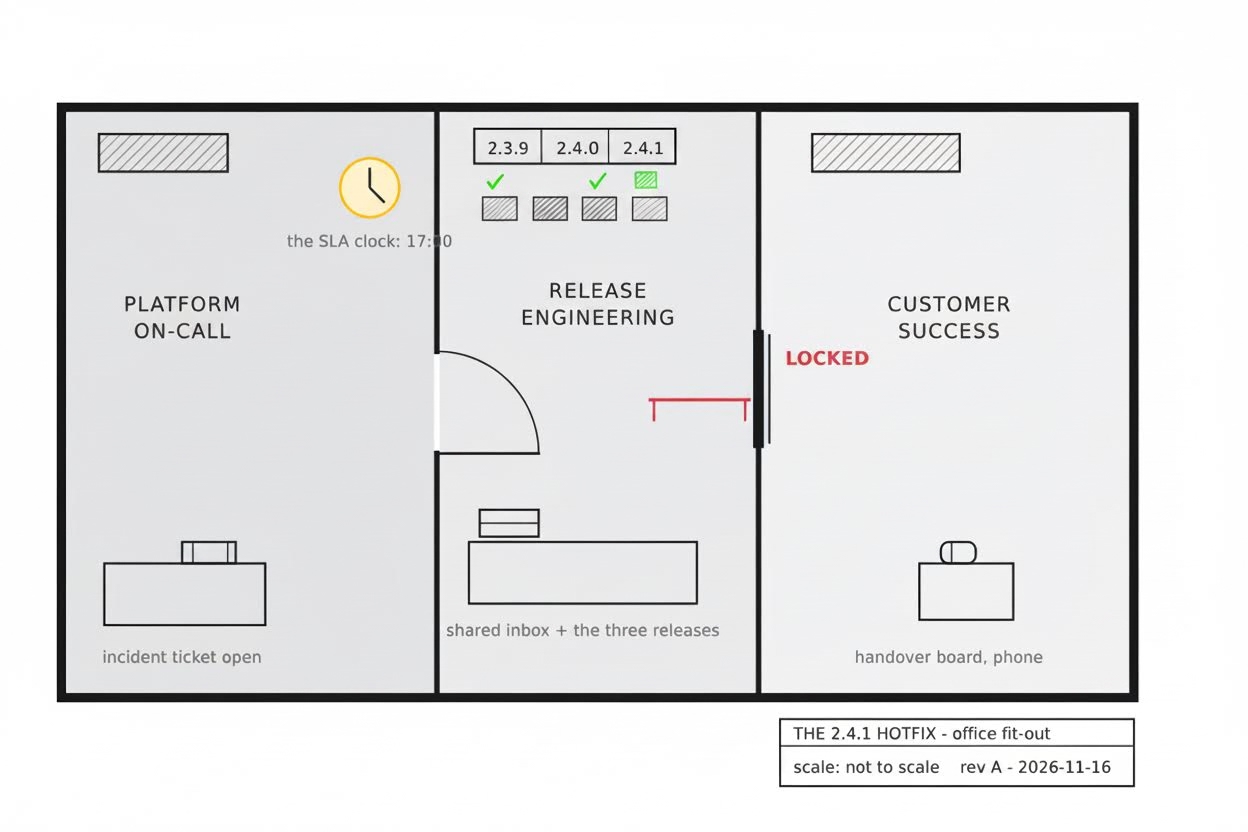 2.3.9 2.4.0 2.4.1
the SLA clock: 17:00
PLATFORM
ON-CALL
RELEASE
ENGINEERING
CUSTOMER
SUCCESS
LOCKED
shared inbox + the three releases
incident ticket open
handover board, phone
THE 2.4.1 HOTFIX - office fit-out
scale: not to scale rev A - 2026-11-16